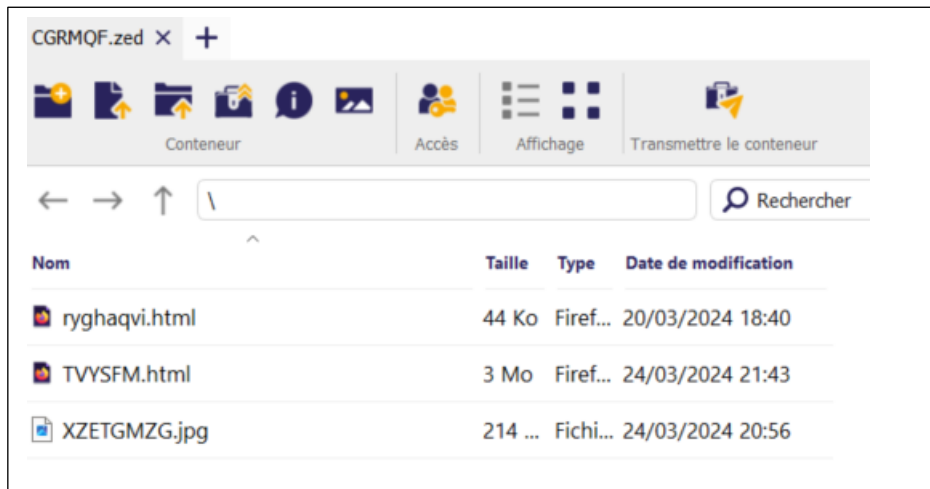 CGRMQF.zed
Conteneur
Accès
Affichage
Transmettre le conteneur
\
Rechercher
Nom Taille Type Date de modification
ryghaqvi.html 44 Ko Firef... 20/03/2024 18:40
TVYSFM.html 3 Mo Firef... 24/03/2024 21:43
XZETGMZG.jpg 214 ... Fichi... 24/03/2024 20:56